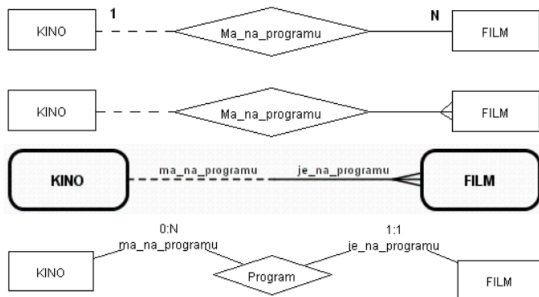 1 N
KINO Ma_na_programu FILM
KINO Ma_na_programu FILM
KINO ma_na_programu je_na_programu FILM
0:N 1:1
ma_na_programu je_na_programu
KINO Program FILM